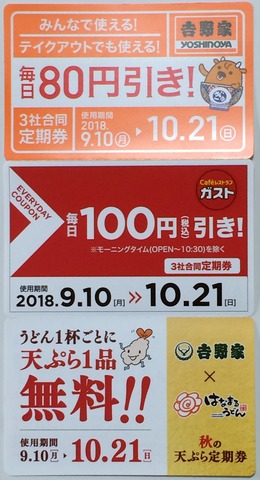 みんなで使える!
テイクアウトでも使える!
吉野家
YOSHINOYA
毎日80円引き!
3社合同
定期券
使用期間
2018.
9.10[月]▶10.21[日]
EVERYDAY
COUPON
Caféレストラン
ガスト
毎日100円(税込)引き!
※モーニングタイム(OPEN〜10:30)を除く
3社合同定期券
使用期間
2018.9.10[月]≫10.21[日]
うどん1杯ごとに
天ぷら1品
無料!!
使用期間
9.10[月]▶10.21[日]
吉野家
×
はなまるうどん
秋の
天ぷら定期券